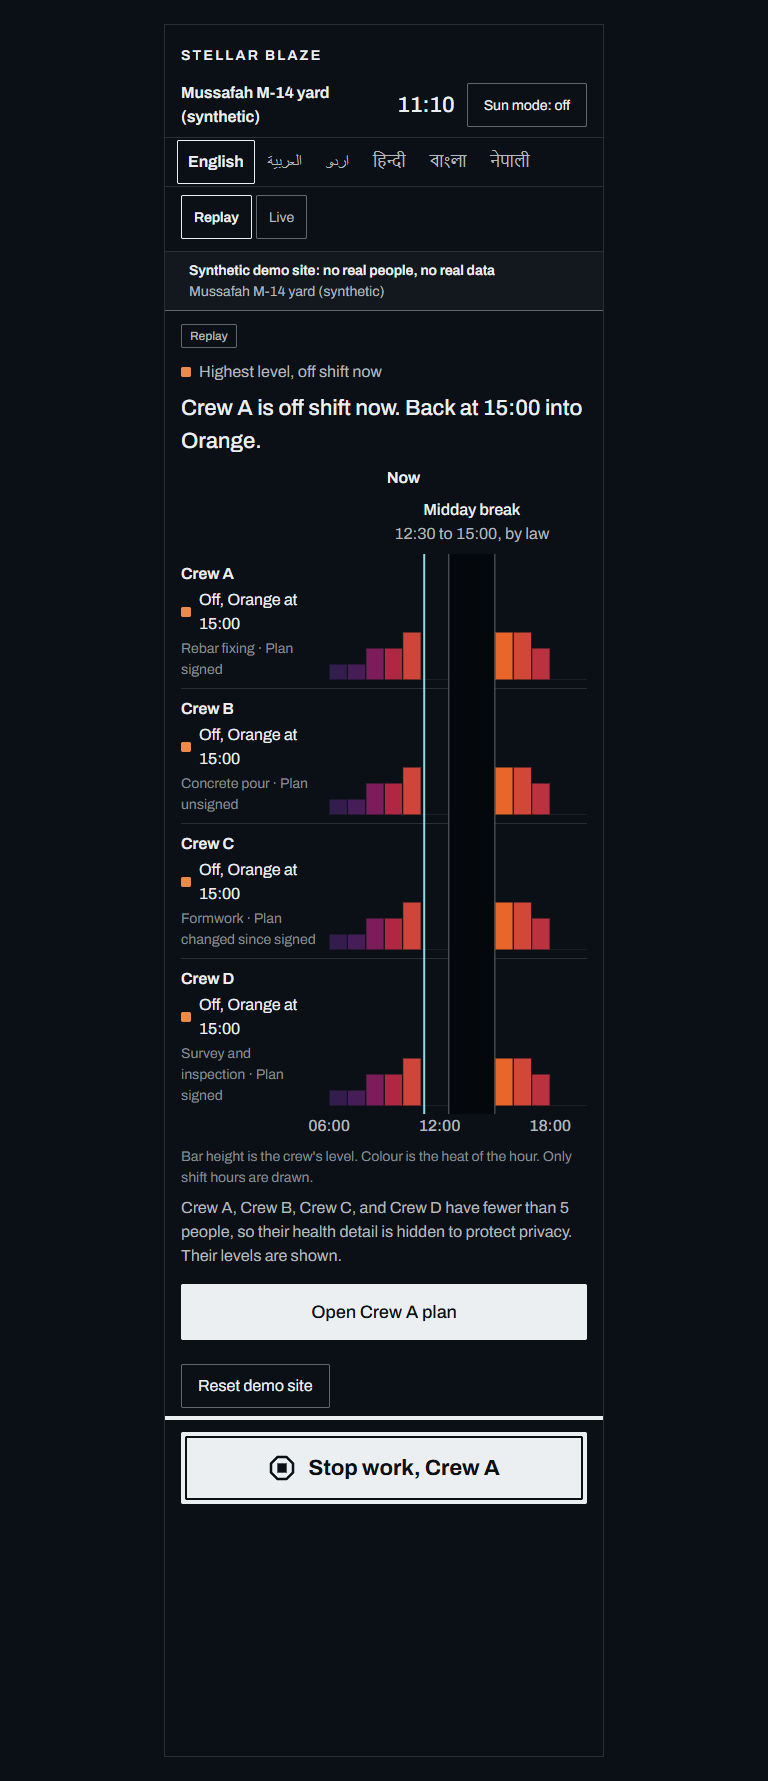 STELLAR BLAZE
Mussafah M-14 yard
(synthetic)
11:10
Sun mode: off
English العربية اردو हिन्दी বাংলা नेपाली
Replay Live
Synthetic demo site: no real people, no real data
Mussafah M-14 yard (synthetic)
Replay
Highest level, off shift now
Crew A is off shift now. Back at 15:00 into
Orange.
Now
Midday break
12:30 to 15:00, by law
Crew A
Off, Orange at
15:00
Rebar fixing · Plan
signed
Crew B
Off, Orange at
15:00
Concrete pour · Plan
unsigned
Crew C
Off, Orange at
15:00
Formwork · Plan
changed since signed
Crew D
Off, Orange at
15:00
Survey and
inspection · Plan
signed
06:00 12:00 18:00
Bar height is the crew's level. Colour is the heat of the hour. Only
shift hours are drawn.
Crew A, Crew B, Crew C, and Crew D have fewer than 5
people, so their health detail is hidden to protect privacy.
Their levels are shown.
Open Crew A plan
Reset demo site
Stop work, Crew A